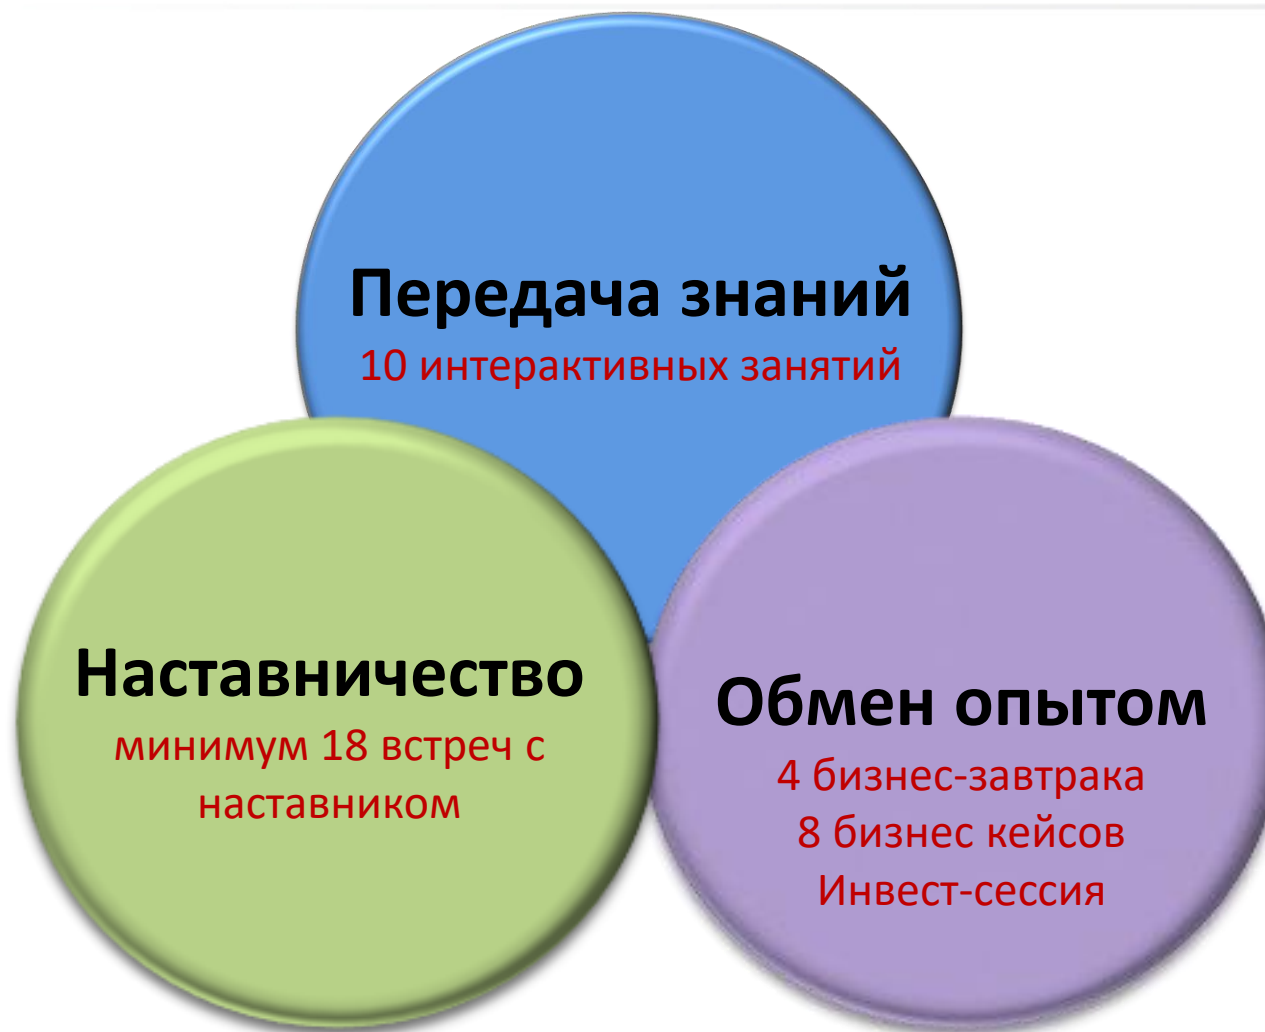 Передача знаний
10 интерактивных занятий
Наставничество
минимум 18 встреч с
наставником
Обмен опытом
4 бизнес-завтрака
8 бизнес кейсов
Инвест-сессия